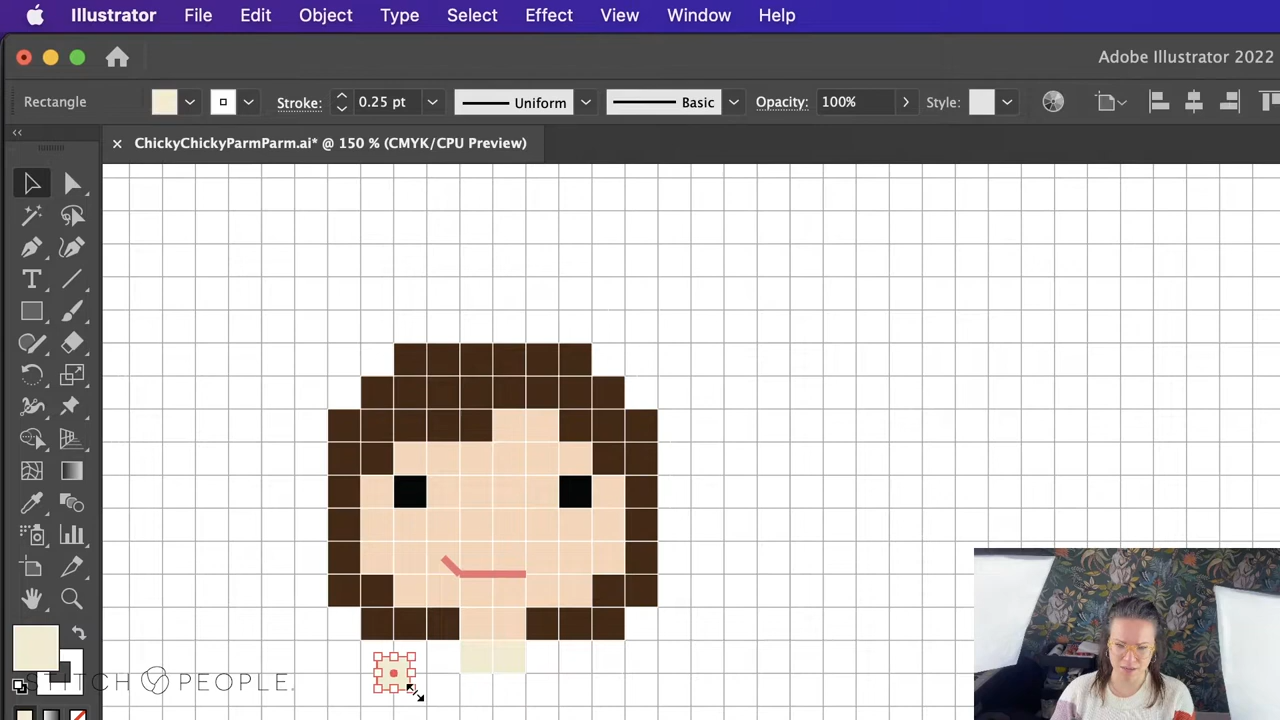 Illustrator File Edit Object Type Select Effect View Window Help
Adobe Illustrator 2022
Rectangle Stroke: 0.25 pt Uniform Basic Opacity: 100% Style:
ChickyChickyParmParm.ai* @ 150 % (CMYK/CPU Preview)
STITCH PEOPLE.